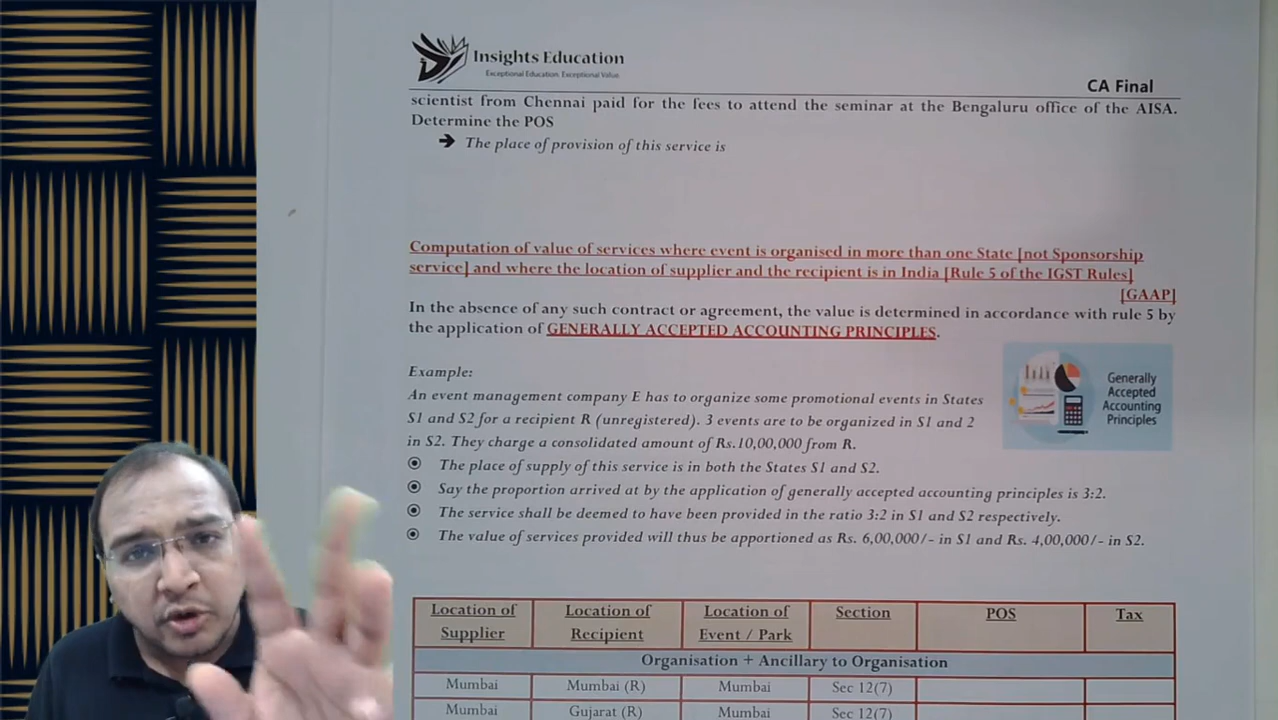 Insights Education
Exceptional Education. Exceptional Value.
CA Final
scientist from Chennai paid for the fees to attend the seminar at the Bengaluru office of the AISA.
Determine the POS
➔ The place of provision of this service is
Computation of value of services where event is organised in more than one State [not Sponsorship
service] and where the location of supplier and the recipient is in India [Rule 5 of the IGST Rules]
[GAAP]
In the absence of any such contract or agreement, the value is determined in accordance with rule 5 by
the application of GENERALLY ACCEPTED ACCOUNTING PRINCIPLES.
Example:
An event management company E has to organize some promotional events in States
S1 and S2 for a recipient R (unregistered). 3 events are to be organized in S1 and 2
in S2. They charge a consolidated amount of Rs.10,00,000 from R.
Generally
Accepted
Accounting
Principles
The place of supply of this service is in both the States S1 and S2.
Say the proportion arrived at by the application of generally accepted accounting principles is 3:2.
The service shall be deemed to have been provided in the ratio 3:2 in S1 and S2 respectively.
The value of services provided will thus be apportioned as Rs. 6,00,000/- in S1 and Rs. 4,00,000/- in S2.
Location of Supplier Location of Recipient Location of Event / Park Section POS Tax
Organisation + Ancillary to Organisation
Mumbai Mumbai (R) Mumbai Sec 12(7)
Mumbai Gujarat (R) Mumbai Sec 12(7)